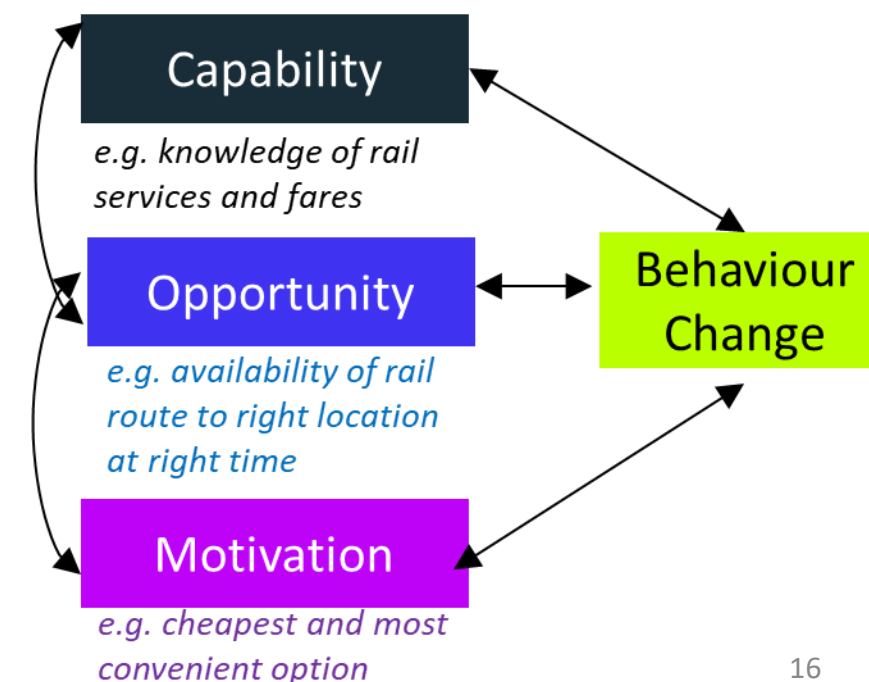 Capability
e.g. knowledge of rail
services and fares
Opportunity
e.g. availability of rail
route to right location
at right time
Motivation
e.g. cheapest and most
convenient option
Behaviour
Change
16